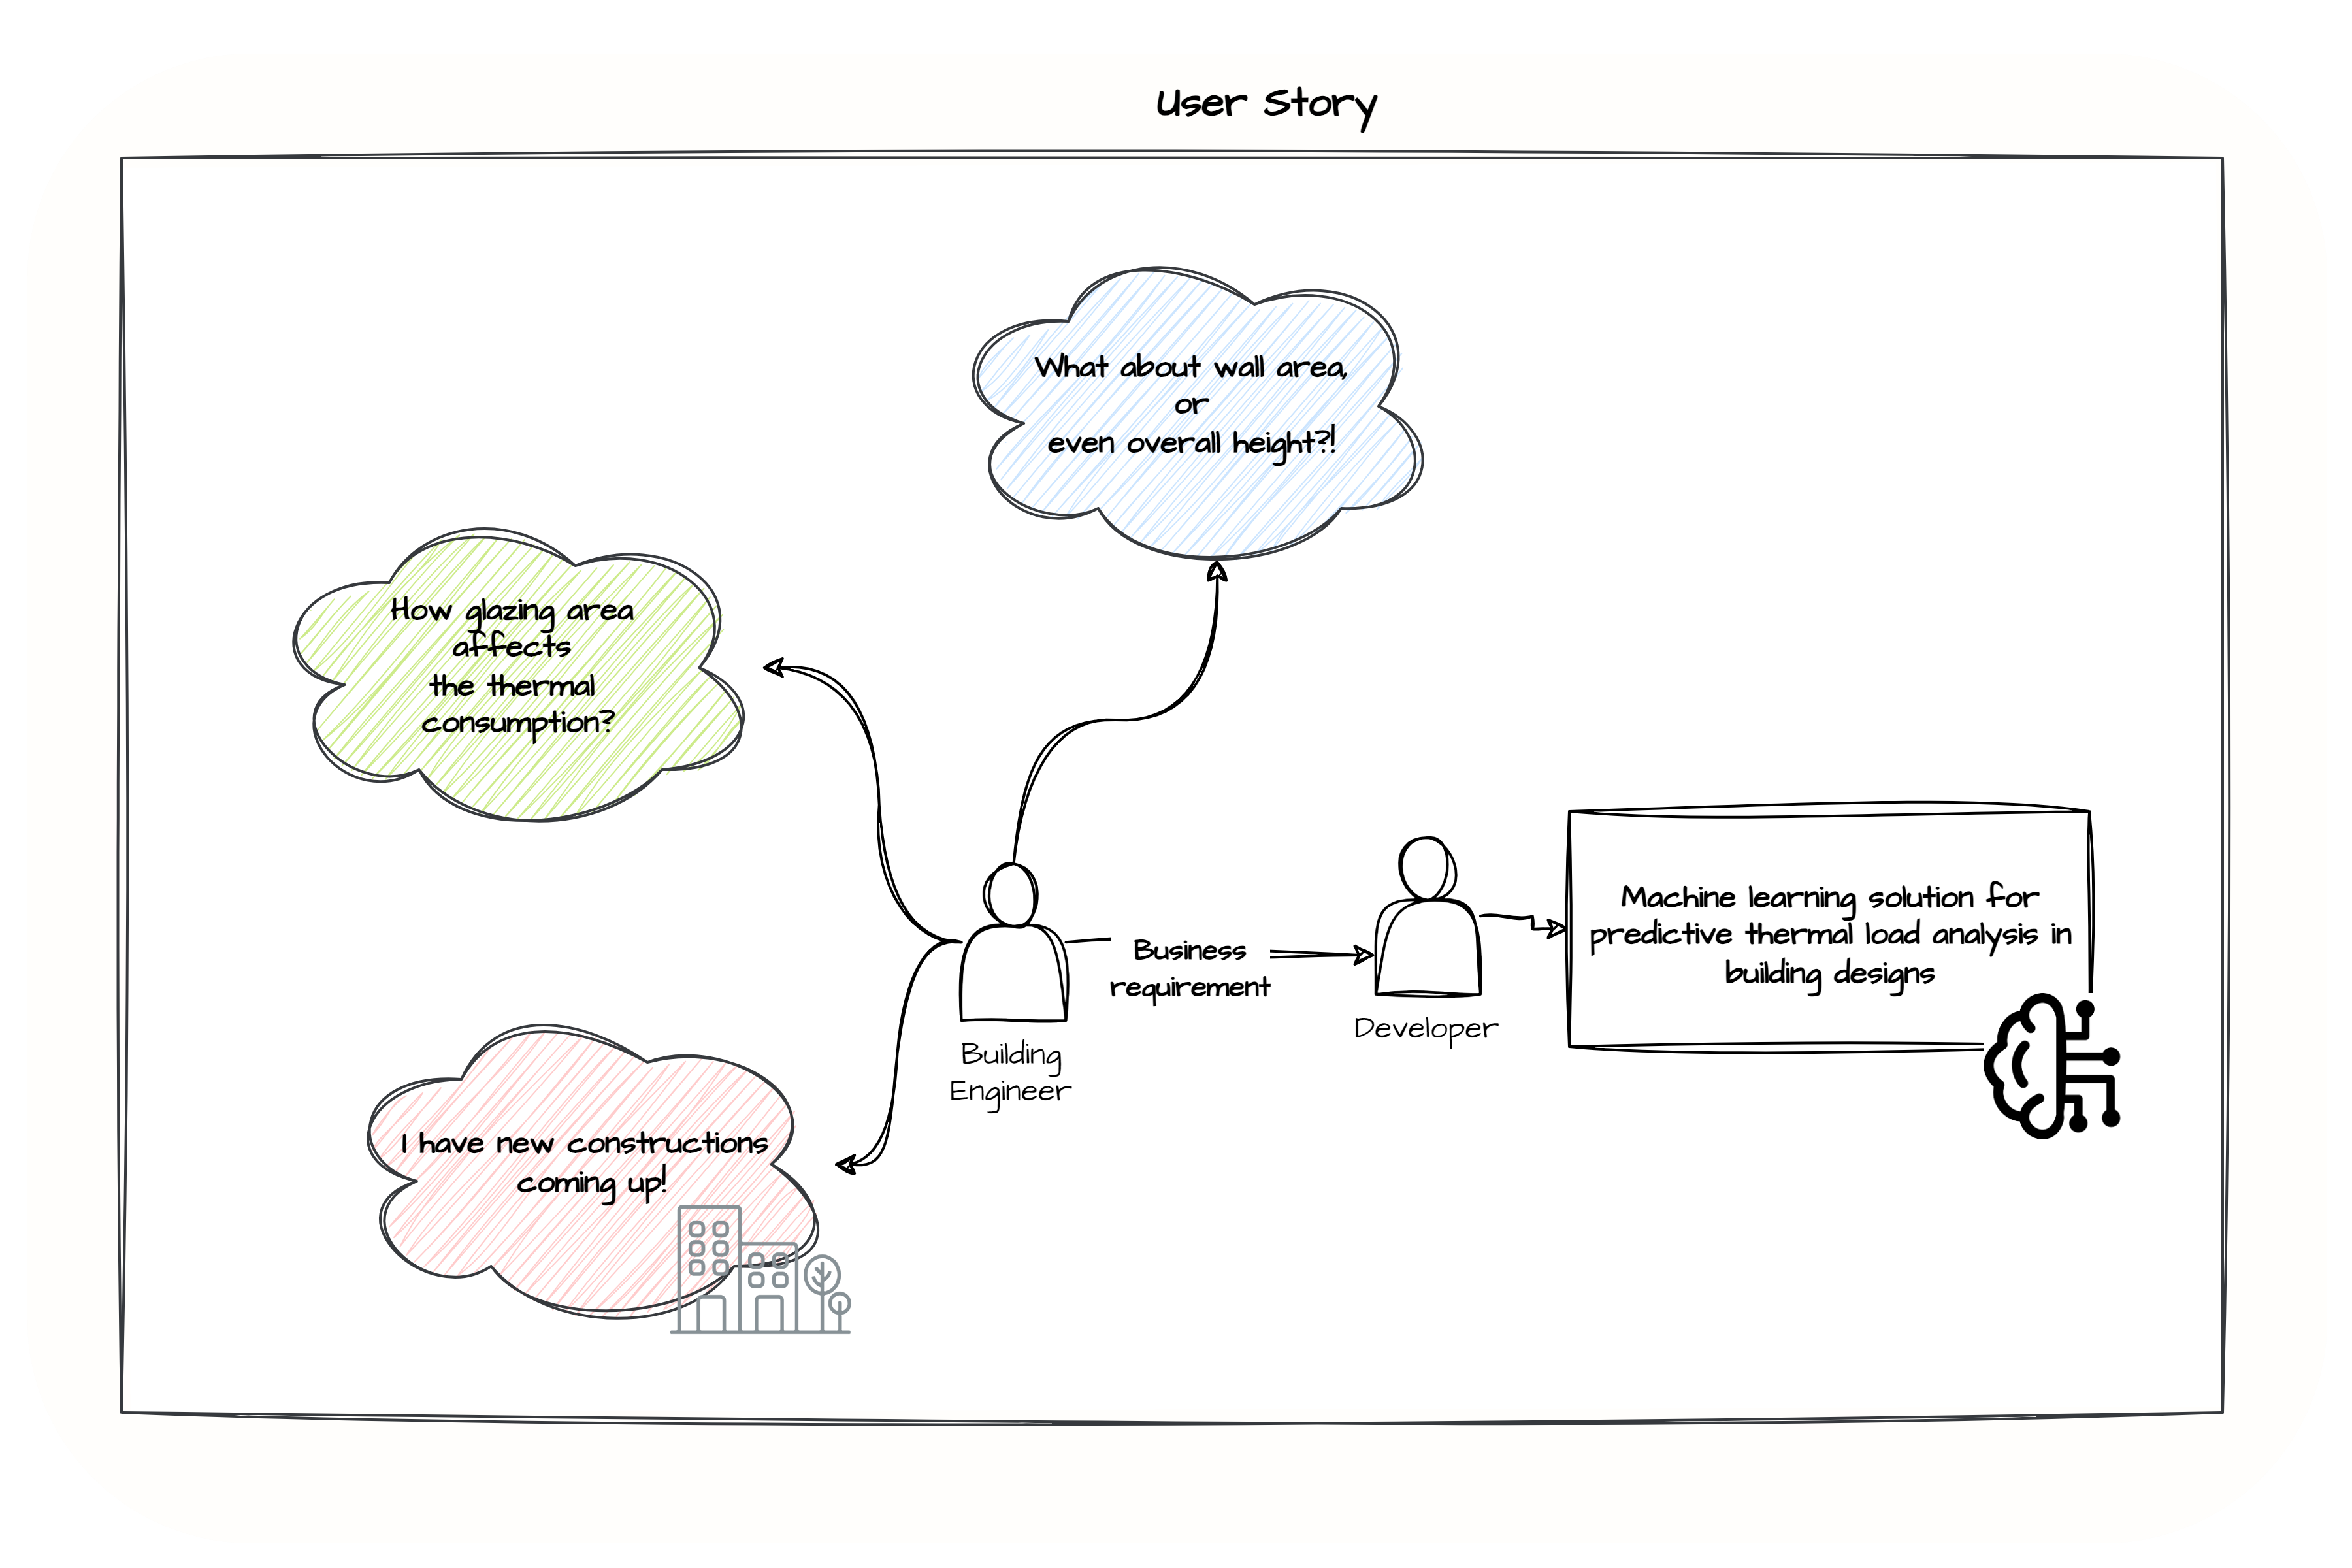 User Story
What about wall area,
or
even overall height?!
How glazing area
affects
the thermal
consumption?
Machine learning solution for
predictive thermal load analysis in
building designs
Business
requirement
Developer
Building
Engineer
I have new constructions
coming up!